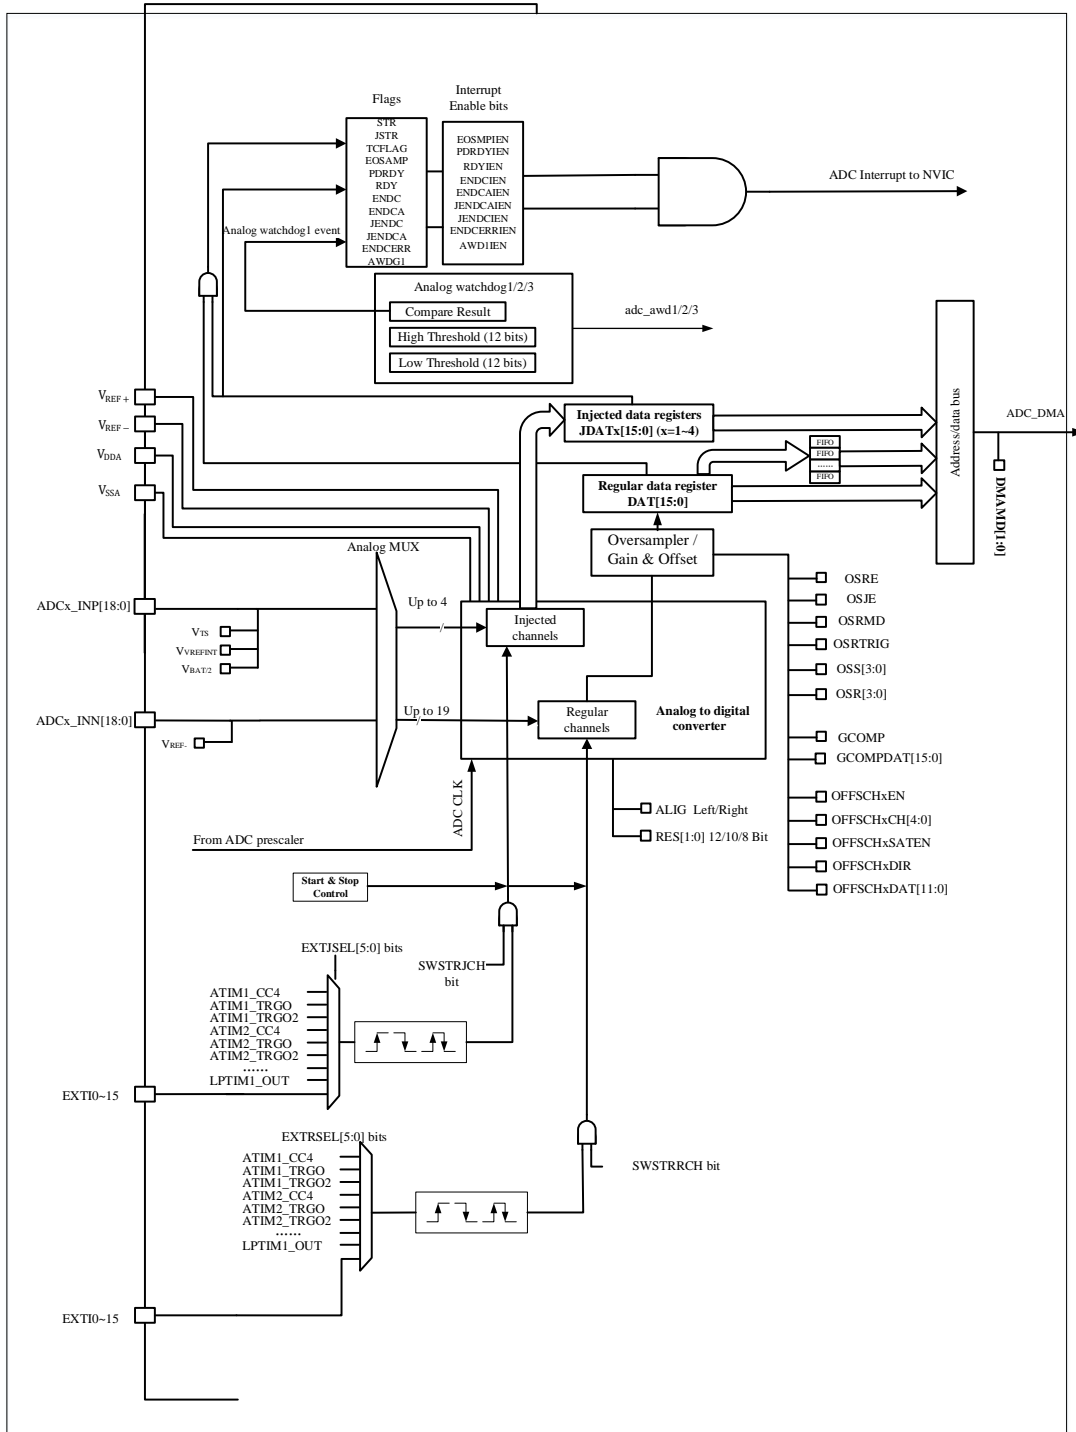 Flags
Interrupt
Enable bits
STR
JSTR
TCFLAG
EOSAMP
PDRDY
RDY
ENDC
ENDCA
JENDC
JENDCA
ENDCERR
AWDG1
EOSMPIEN
PDRDYIEN
RDYIEN
ENDCIEN
ENDCAIEN
JENDCAIEN
JENDCIEN
ENDCERRIEN
AWD1IEN
ADC Interrupt to NVIC
Analog watchdog1 event
Analog watchdog1/2/3
Compare Result
High Threshold (12 bits)
Low Threshold (12 bits)
adc_awd1/2/3
VREF+
VREF−
VDDA
VSSA
Injected data registers
JDATx[15:0] (x=1~4)
FIFO
FIFO
......
FIFO
Regular data register
DAT[15:0]
Address/data bus
ADC_DMA
DMAMD[1:0]
Oversampler /
Gain & Offset
Analog MUX
ADCx_INP[18:0]
VTS
VVREFINT
VBAT/2
Up to 4
Injected
channels
ADCx_INN[18:0]
VREF-
Up to 19
Regular
channels
Analog to digital
converter
OSRE
OSJE
OSRMD
OSRTRIG
OSS[3:0]
OSR[3:0]
GCOMP
GCOMPDAT[15:0]
OFFSCHxEN
OFFSCHxCH[4:0]
OFFSCHxSATEN
OFFSCHxDIR
OFFSCHxDAT[11:0]
ADC CLK
From ADC prescaler
ALIG Left/Right
RES[1:0] 12/10/8 Bit
Start & Stop
Control
EXTJSEL[5:0] bits
SWSTRJCH
bit
ATIM1_CC4
ATIM1_TRGO
ATIM1_TRGO2
ATIM2_CC4
ATIM2_TRGO
ATIM2_TRGO2
......
LPTIM1_OUT
EXTI0~15
EXTRSEL[5:0] bits
ATIM1_CC4
ATIM1_TRGO
ATIM1_TRGO2
ATIM2_CC4
ATIM2_TRGO
ATIM2_TRGO2
......
LPTIM1_OUT
SWSTRRCH bit
EXTI0~15